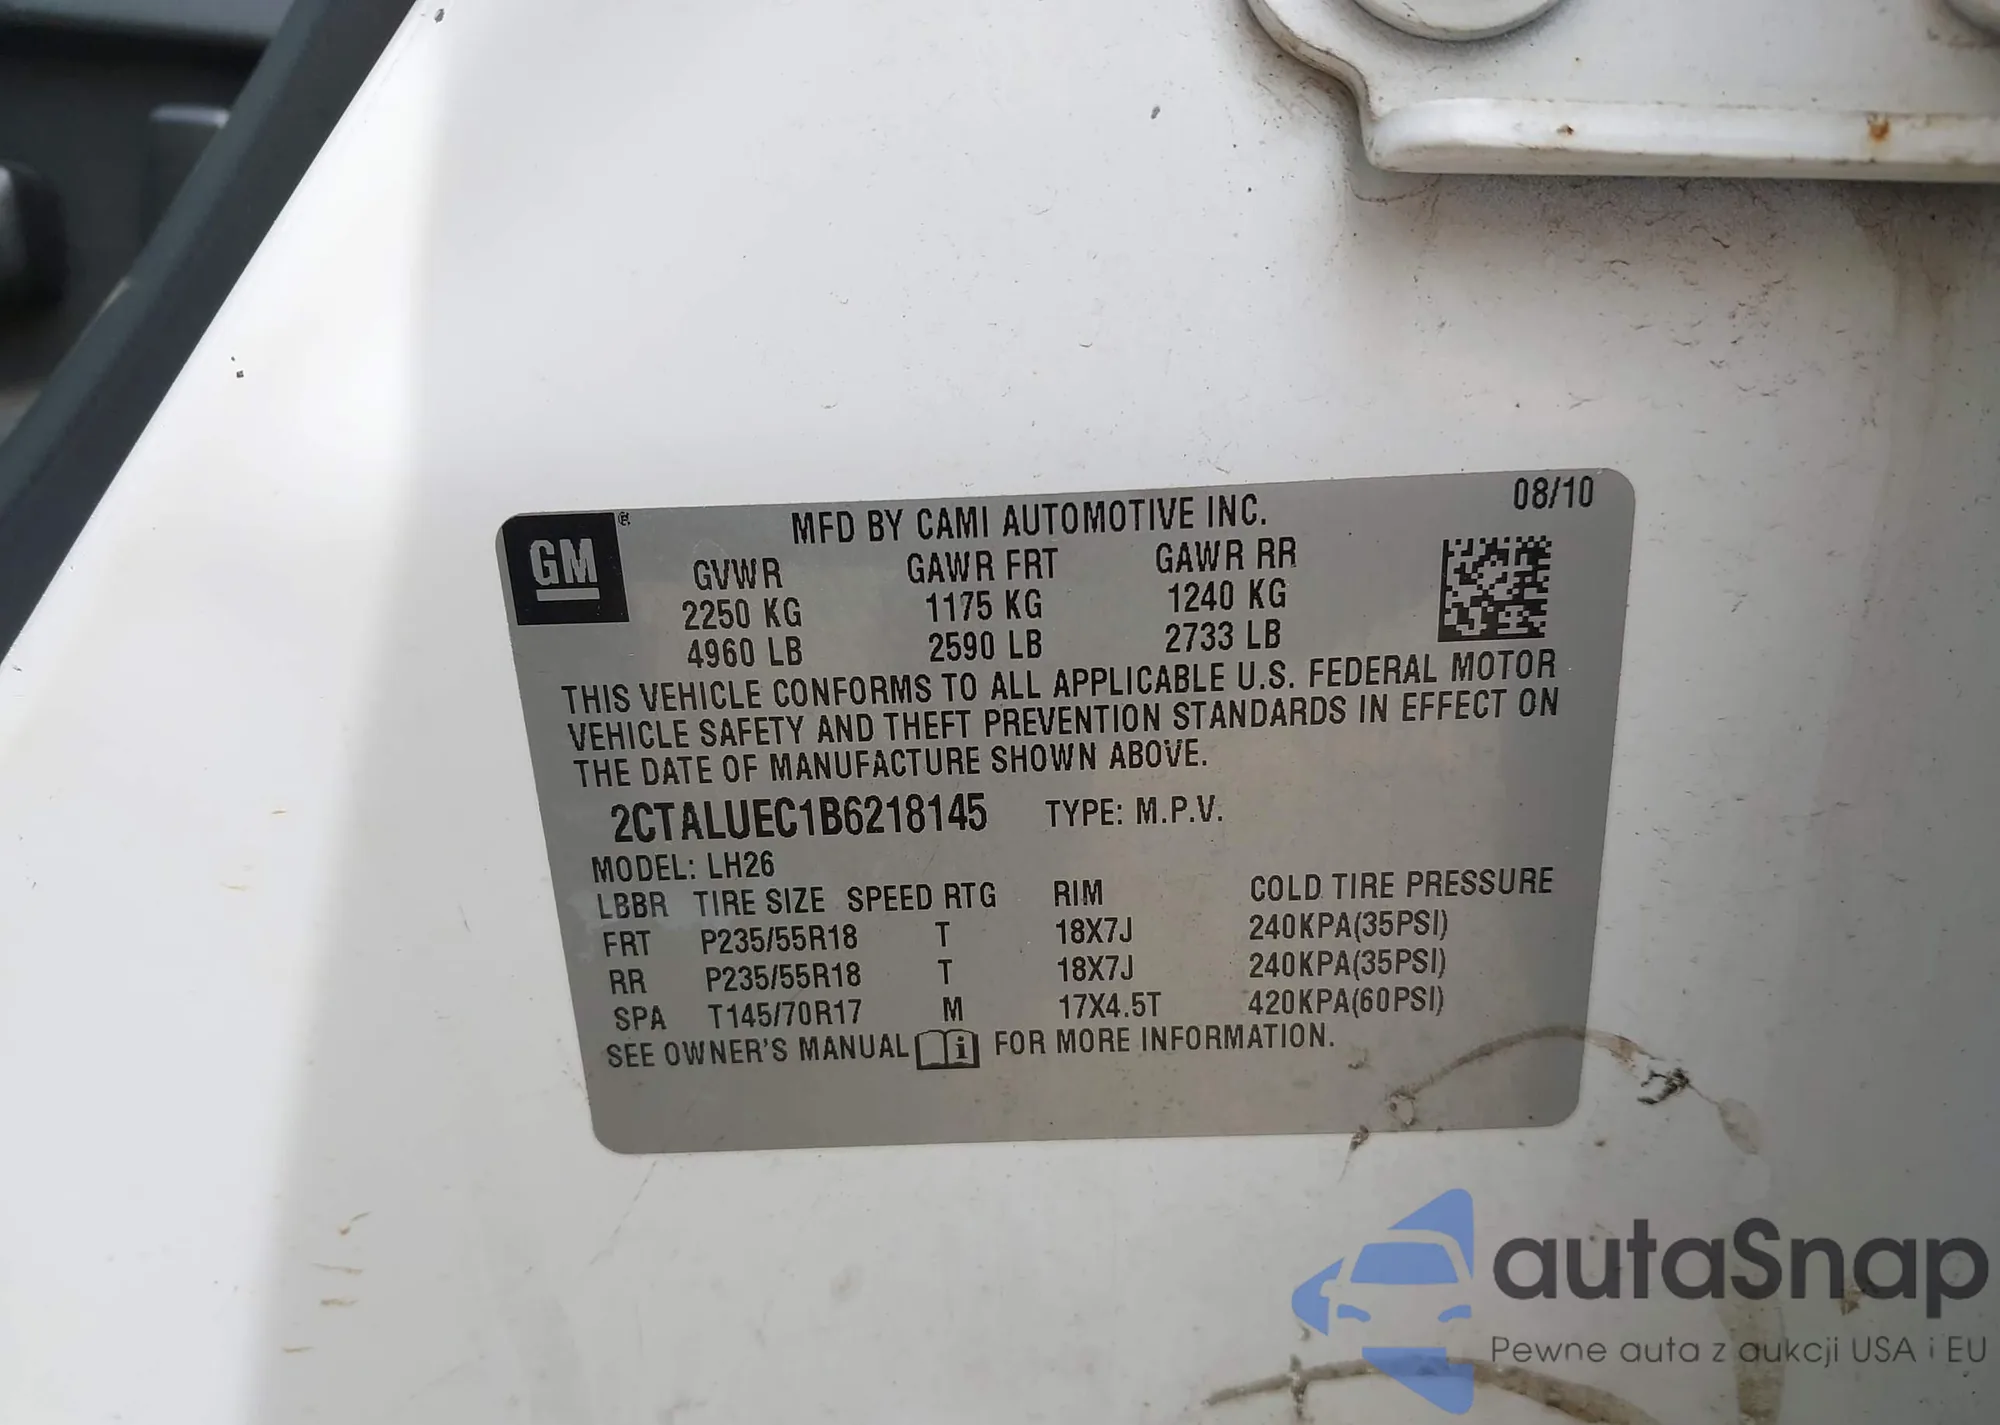 GM ®
MFD BY CAMI AUTOMOTIVE INC. 08/10
GVWR GAWR FRT GAWR RR
2250 KG 1175 KG 1240 KG
4960 LB 2590 LB 2733 LB
THIS VEHICLE CONFORMS TO ALL APPLICABLE U.S. FEDERAL MOTOR
VEHICLE SAFETY AND THEFT PREVENTION STANDARDS IN EFFECT ON
THE DATE OF MANUFACTURE SHOWN ABOVE.
2CTALUEC1B6218145 TYPE: M.P.V.
MODEL: LH26
LBBR TIRE SIZE SPEED RTG RIM COLD TIRE PRESSURE
FRT P235/55R18 T 18X7J 240KPA(35PSI)
RR P235/55R18 T 18X7J 240KPA(35PSI)
SPA T145/70R17 M 17X4.5T 420KPA(60PSI)
SEE OWNER'S MANUAL i FOR MORE INFORMATION.
autaSnap
Pewne auta z aukcji USA i EU